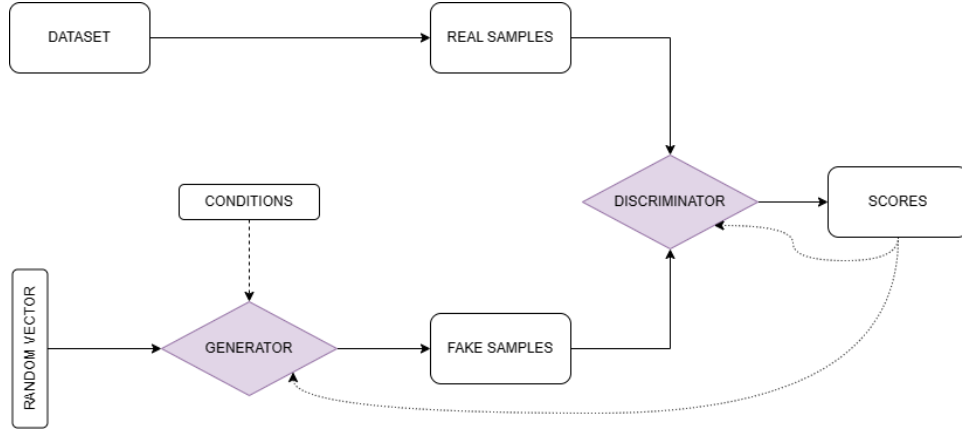 DATASET
REAL SAMPLES
CONDITIONS
DISCRIMINATOR
SCORES
RANDOM VECTOR
GENERATOR
FAKE SAMPLES